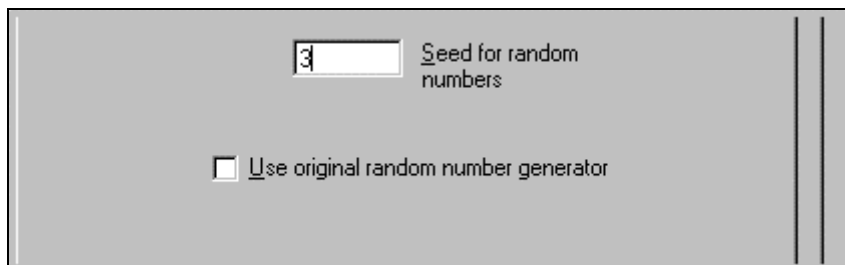 3 Seed for random
numbers
Use original random number generator